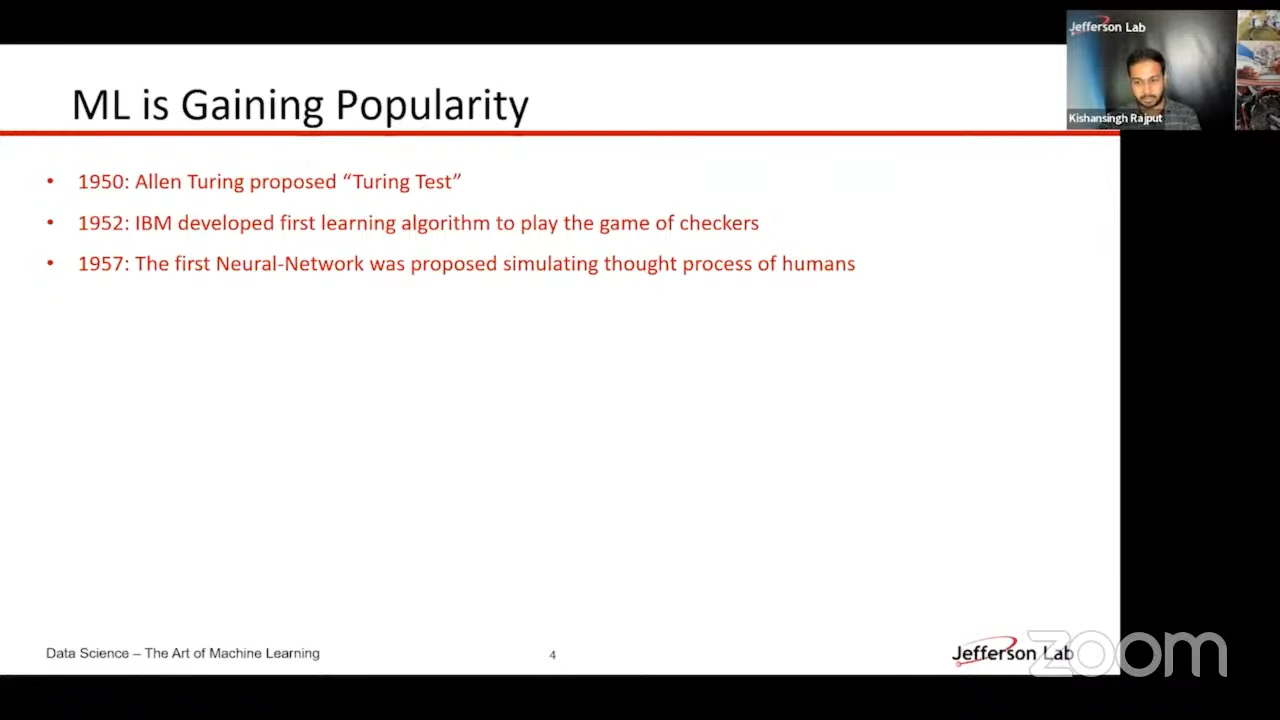 Jefferson Lab
Kishansingh Rajput
ML is Gaining Popularity
• 1950: Allen Turing proposed “Turing Test”
• 1952: IBM developed first learning algorithm to play the game of checkers
• 1957: The first Neural-Network was proposed simulating thought process of humans
Data Science – The Art of Machine Learning
4
Jefferson Lab
zoom